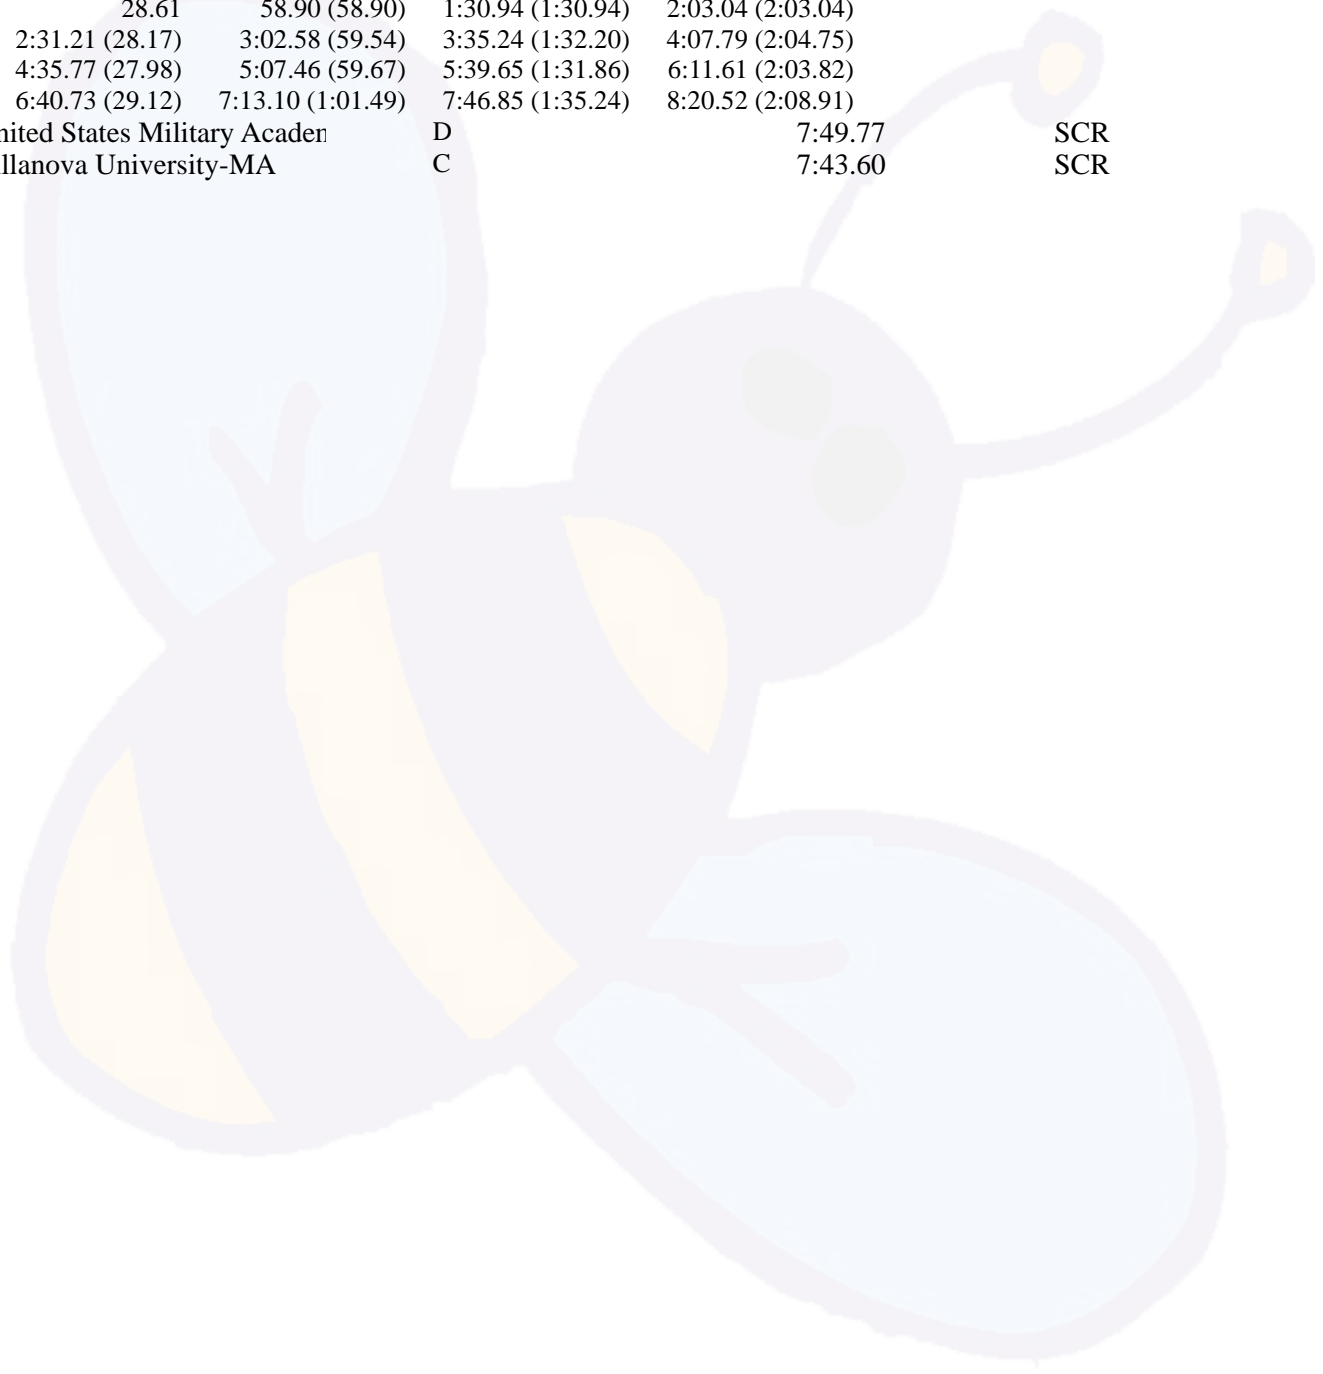 28.61 58.90 (58.90) 1:30.94 (1:30.94) 2:03.04 (2:03.04)
2:31.21 (28.17) 3:02.58 (59.54) 3:35.24 (1:32.20) 4:07.79 (2:04.75)
4:35.77 (27.98) 5:07.46 (59.67) 5:39.65 (1:31.86) 6:11.61 (2:03.82)
6:40.73 (29.12) 7:13.10 (1:01.49) 7:46.85 (1:35.24) 8:20.52 (2:08.91)
nited States Military Academ D 7:49.77 SCR
llanova University-MA C 7:43.60 SCR